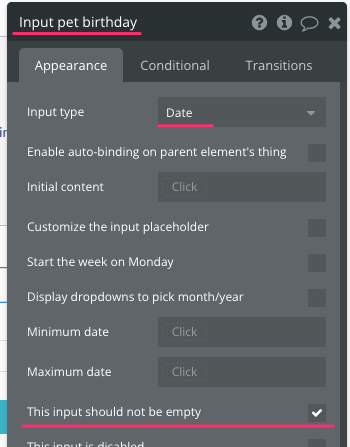 Input pet birthday
Appearance Conditional Transitions
Input type Date
Enable auto-binding on parent element's thing
Initial content Click
Customize the input placeholder
Start the week on Monday
Display dropdowns to pick month/year
Minimum date Click
Maximum date Click
This input should not be empty
This input is disabled